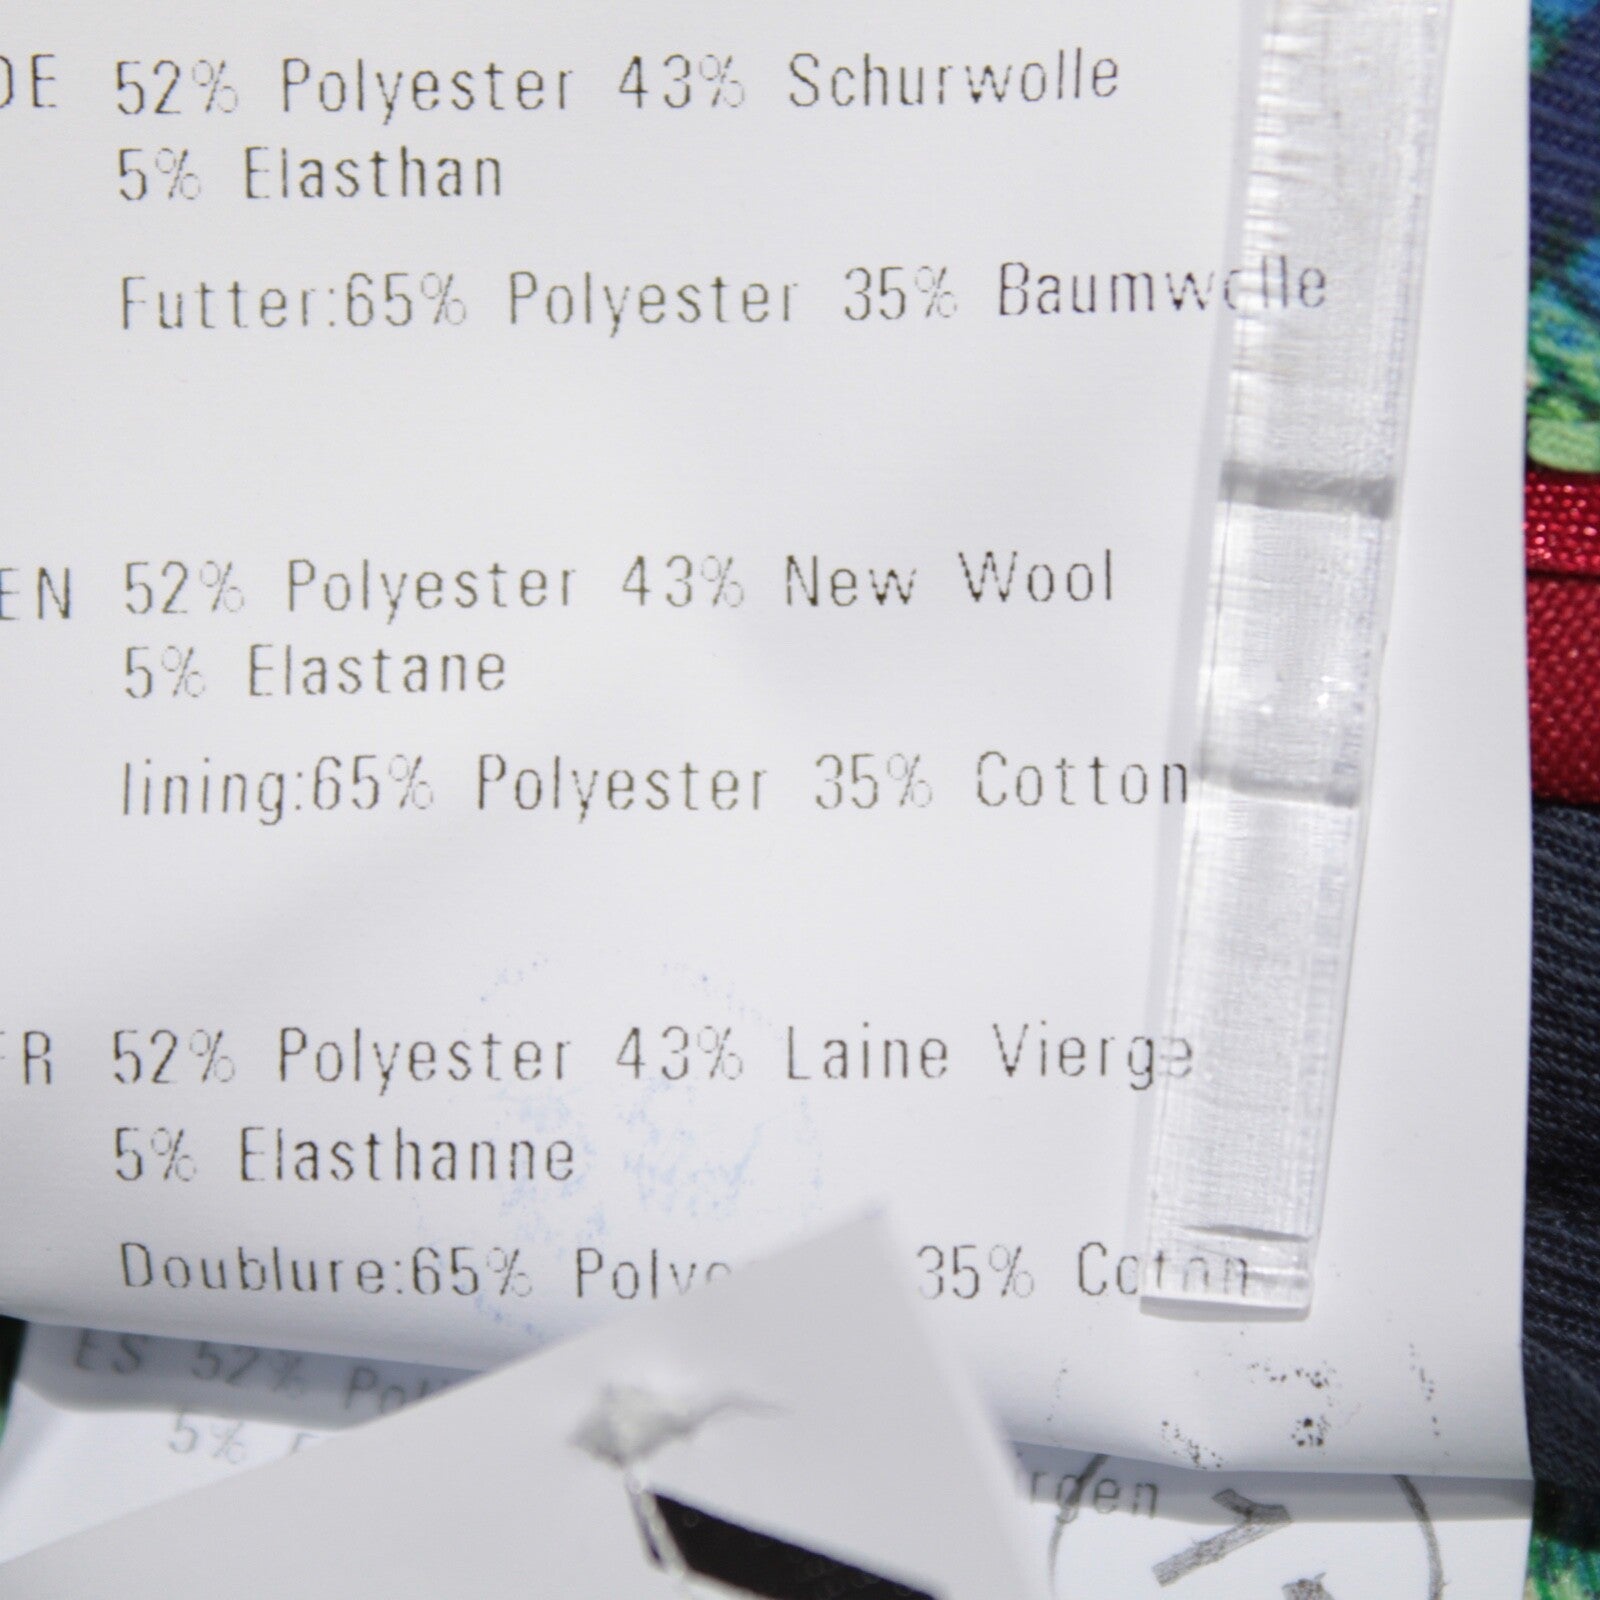 DE 52% Polyester 43% Schurwolle
5% Elasthan
Futter:65% Polyester 35% Baumwolle
EN 52% Polyester 43% New Wool
5% Elastane
lining:65% Polyester 35% Cotton
FR 52% Polyester 43% Laine Vierge
5% Elasthanne
Doublure:65% 35% Coton
ES 52%
5%